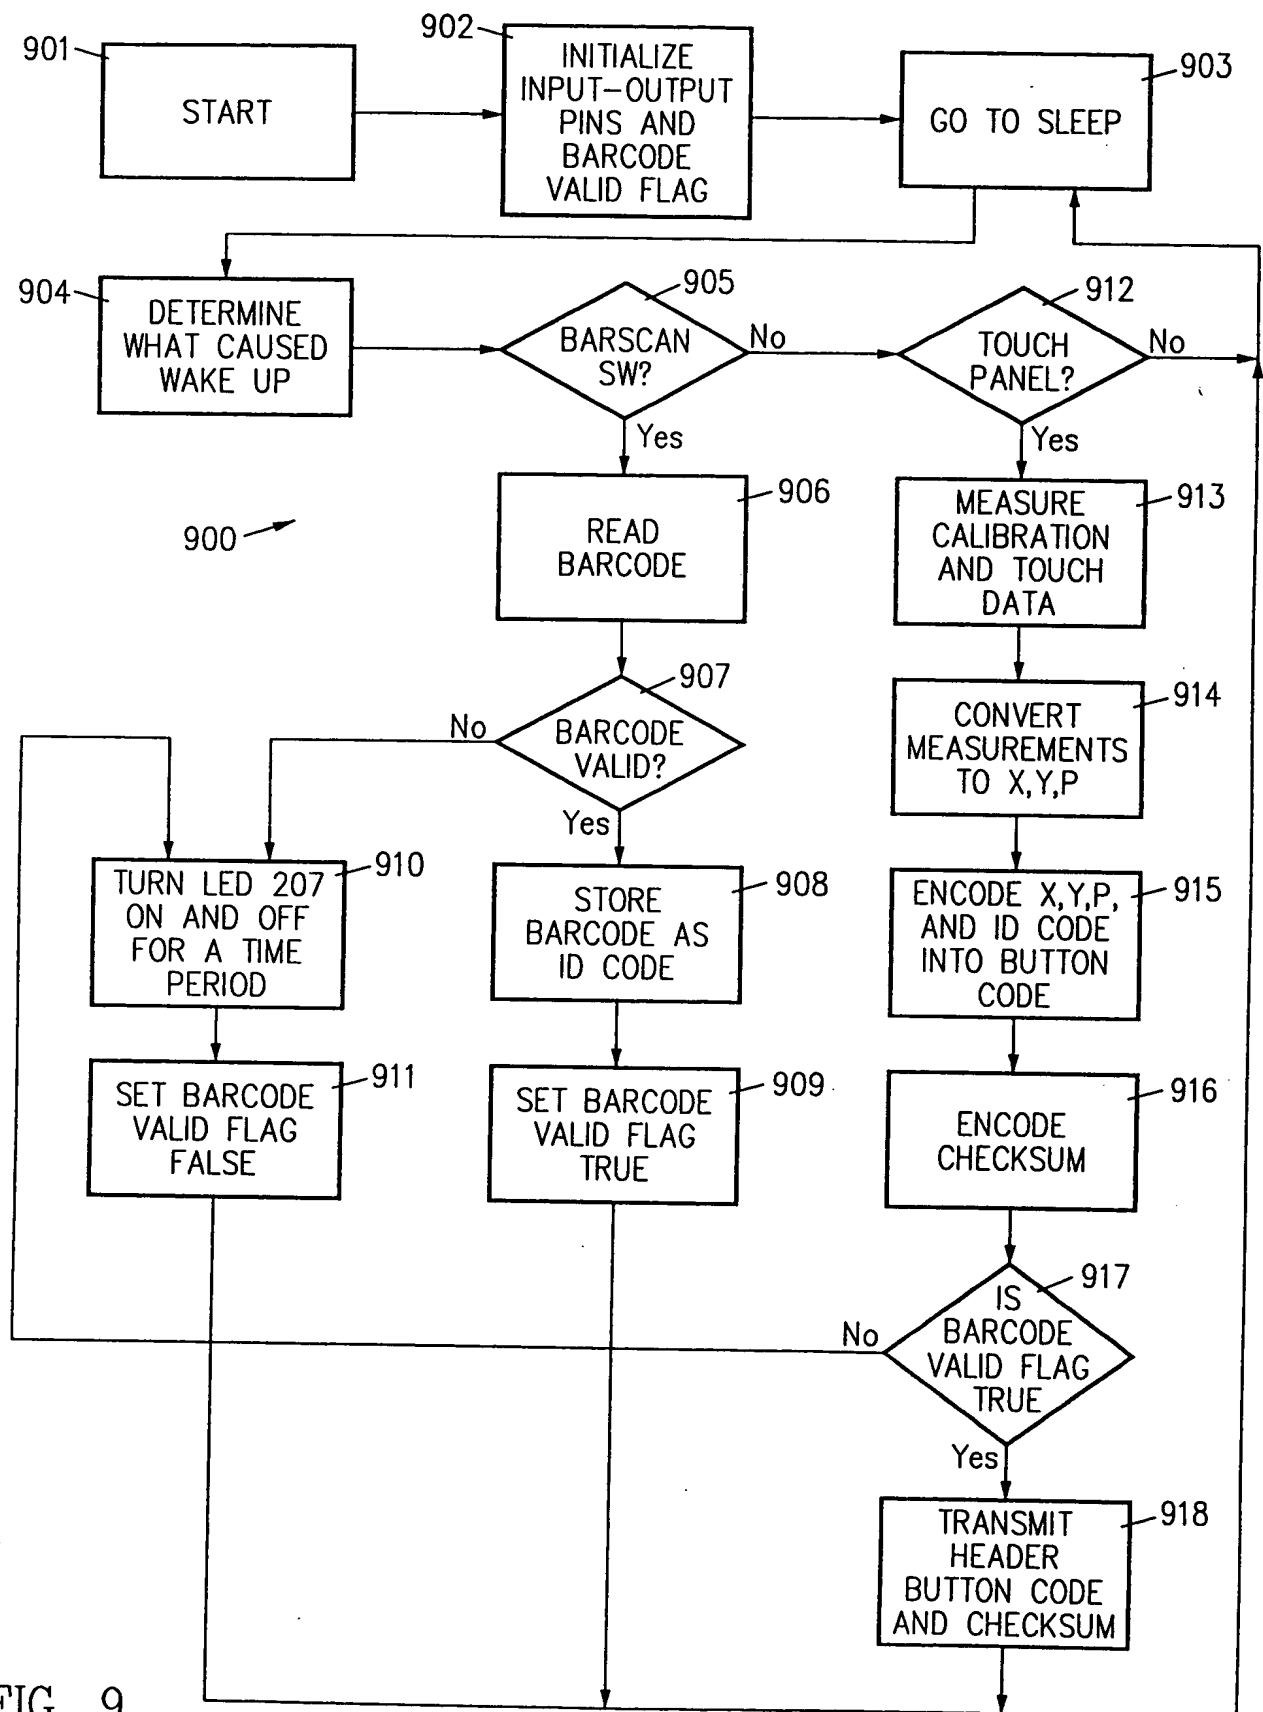 901
START
902
INITIALIZE
INPUT-OUTPUT
PINS AND
BARCODE
VALID FLAG
903
GO TO SLEEP
904
DETERMINE
WHAT CAUSED
WAKE UP
905
BARSCAN
SW?
No
Yes
912
TOUCH
PANEL?
No
Yes
900
906
READ
BARCODE
913
MEASURE
CALIBRATION
AND TOUCH
DATA
907
BARCODE
VALID?
No
Yes
914
CONVERT
MEASUREMENTS
TO X,Y,P
910
TURN LED 207
ON AND OFF
FOR A TIME
PERIOD
908
STORE
BARCODE AS
ID CODE
915
ENCODE X,Y,P,
AND ID CODE
INTO BUTTON
CODE
911
SET BARCODE
VALID FLAG
FALSE
909
SET BARCODE
VALID FLAG
TRUE
916
ENCODE
CHECKSUM
917
IS
BARCODE
VALID FLAG
TRUE
No
Yes
918
TRANSMIT
HEADER
BUTTON CODE
AND CHECKSUM
FIG. 9